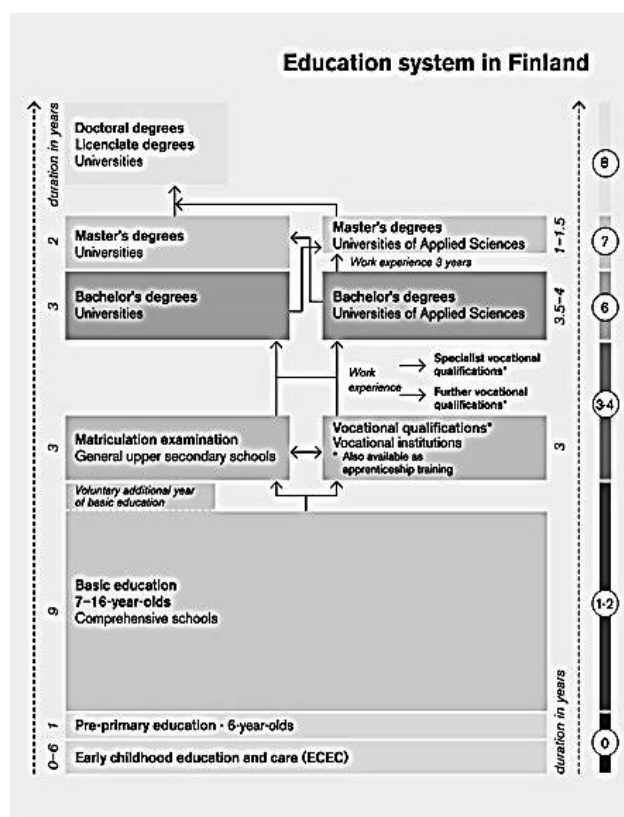 Education system in Finland
duration in years
Doctoral degrees
Licenciate degrees
Universities
8
2
Master's degrees
Universities
Master's degrees
Universities of Applied Sciences
1–1.5
7
Work experience 3 years
3
Bachelor's degrees
Universities
Bachelor's degrees
Universities of Applied Sciences
3.5–4
6
Work
experience
Specialist vocational
qualifications*
Further vocational
qualifications*
3-4
3
Matriculation examination
General upper secondary schools
Vocational qualifications*
Vocational institutions
* Also available as
apprenticeship training
3
Voluntary additional year
of basic education
9
Basic education
7–16-year-olds
Comprehensive schools
1-2
1
Pre-primary education - 6-year-olds
0–6
Early childhood education and care (ECEC)
duration in years
0